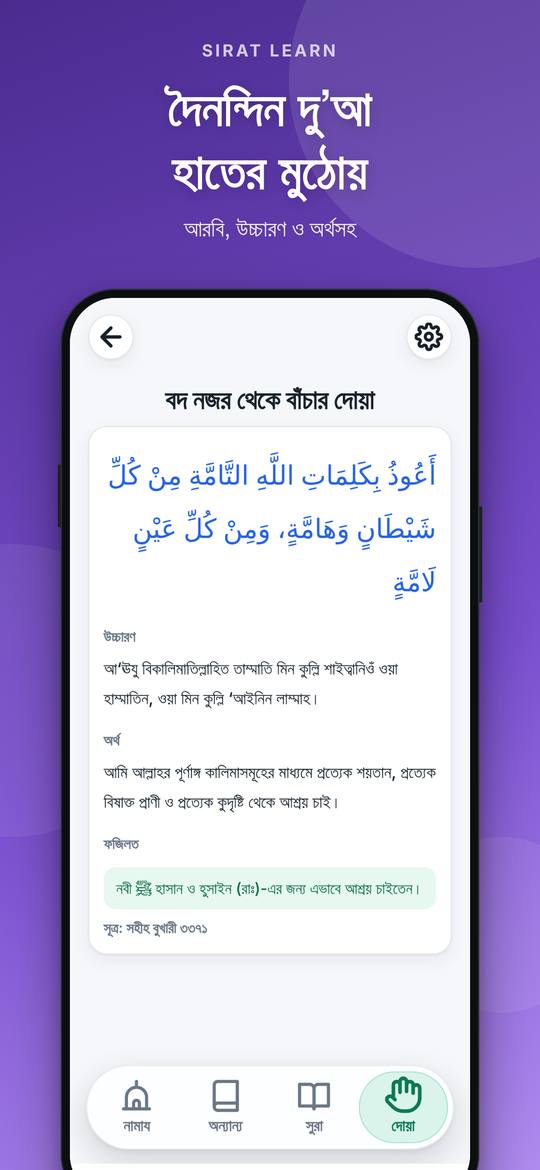 SIRAT LEARN
দৈনন্দিন দু’আ
হাতের মুঠোয়
আরবি, উচ্চারণ ও অর্থসহ
বদ নজর থেকে বাঁচার দোয়া
أَعُوذُ بِكَلِمَاتِ اللَّهِ التَّامَّةِ مِنْ كُلِّ
شَيْطَانٍ وَهَامَّةٍ، وَمِنْ كُلِّ عَيْنٍ
لَامَّةٍ
উচ্চারণ
আ‘ঊযু বিকালিমাতিল্লাহিত তাম্মাতি মিন কুল্লি শাইত্বানিওঁ ওয়া
হাম্মাতিন, ওয়া মিন কুল্লি ‘আইনিন লাম্মাহ।
অর্থ
আমি আল্লাহর পূর্ণাঙ্গ কালিমাসমূহের মাধ্যমে প্রত্যেক শয়তান, প্রত্যেক
বিষাক্ত প্রাণী ও প্রত্যেক কুদৃষ্টি থেকে আশ্রয় চাই।
ফজিলত
নবী ﷺ হাসান ও হুসাইন (রাঃ)-এর জন্য এভাবে আশ্রয় চাইতেন।
সূত্র: সহীহ বুখারী ৩৩৭১
নামায
অন্যান্য
সুরা
দোয়া